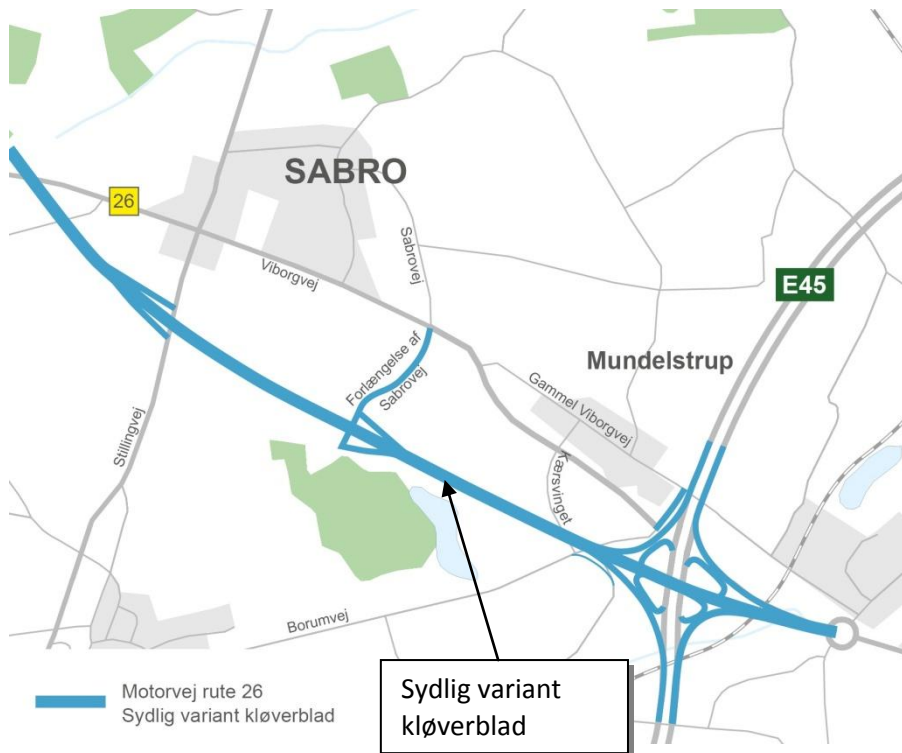 SABRO
26
Viborgvej
Sabrovej
E45
Forlængelse af
Sabrovej
Mundelstrup
Gammel Viborgvej
Stillingvej
Kærsvinget
Borumvej
Sydlig variant
kløverblad
Motorvej rute 26
Sydlig variant kløverblad